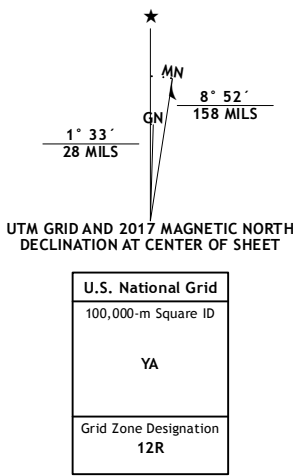 ★
MN
GN
8° 52´
158 MILS
1° 33´
28 MILS
UTM GRID AND 2017 MAGNETIC NORTH
DECLINATION AT CENTER OF SHEET
U.S. National Grid
100,000-m Square ID
YA
Grid Zone Designation
12R